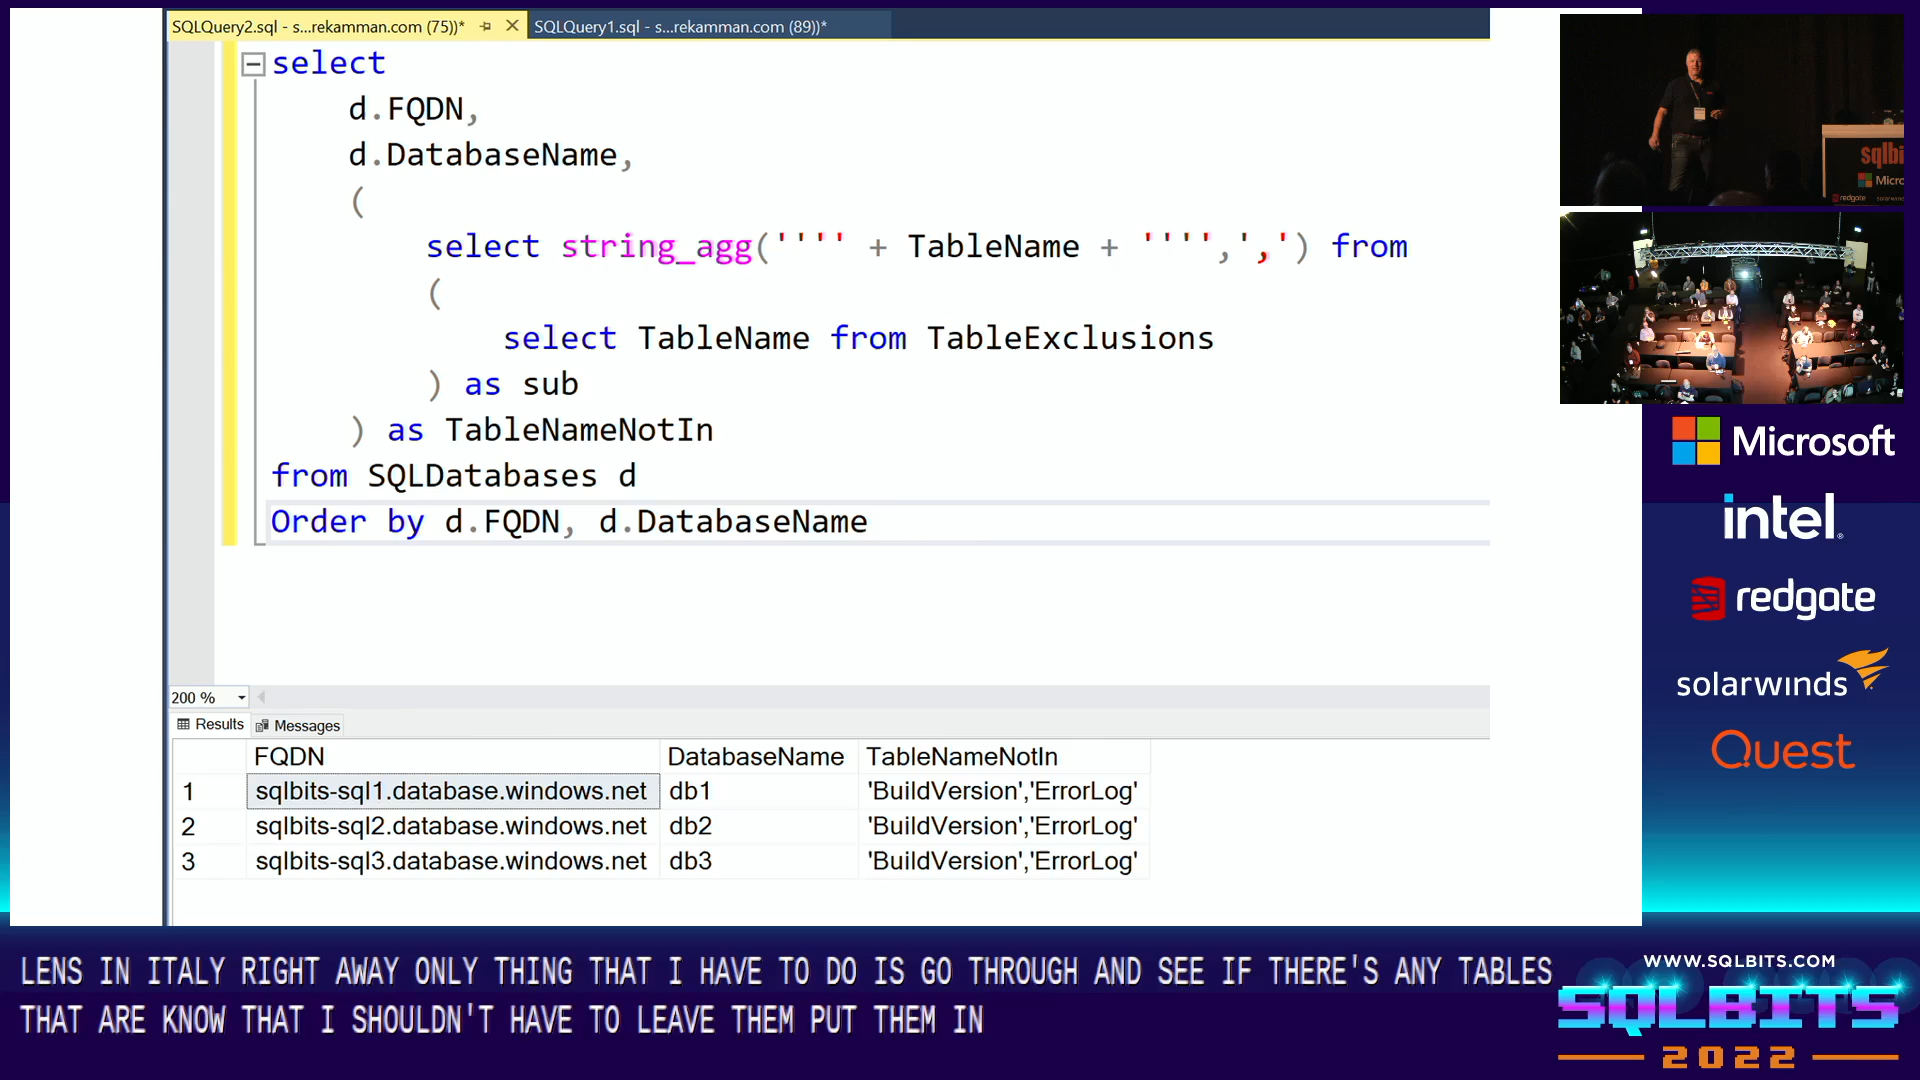 SQLQuery2.sql - s...rekamman.com (75))*
SQLQuery1.sql - s...rekamman.com (89))*
select
d.FQDN,
d.DatabaseName,
(
select string_agg('''' + TableName + '''',',') from
(
select TableName from TableExclusions
) as sub
) as TableNameNotIn
from SQLDatabases d
Order by d.FQDN, d.DatabaseName
200 %
Results Messages
FQDN DatabaseName TableNameNotIn
1 sqlbits-sql1.database.windows.net db1 'BuildVersion','ErrorLog'
2 sqlbits-sql2.database.windows.net db2 'BuildVersion','ErrorLog'
3 sqlbits-sql3.database.windows.net db3 'BuildVersion','ErrorLog'
sqlbi
Micro
redgate
Microsoft
intel.
redgate
solarwinds
Quest
LENS IN ITALY RIGHT AWAY ONLY THING THAT I HAVE TO DO IS GO THROUGH AND SEE IF THERE'S ANY TABLES
THAT ARE KNOW THAT I SHOULDN'T HAVE TO LEAVE THEM PUT THEM IN
WWW.SQLBITS.COM
SQLBITS
2022